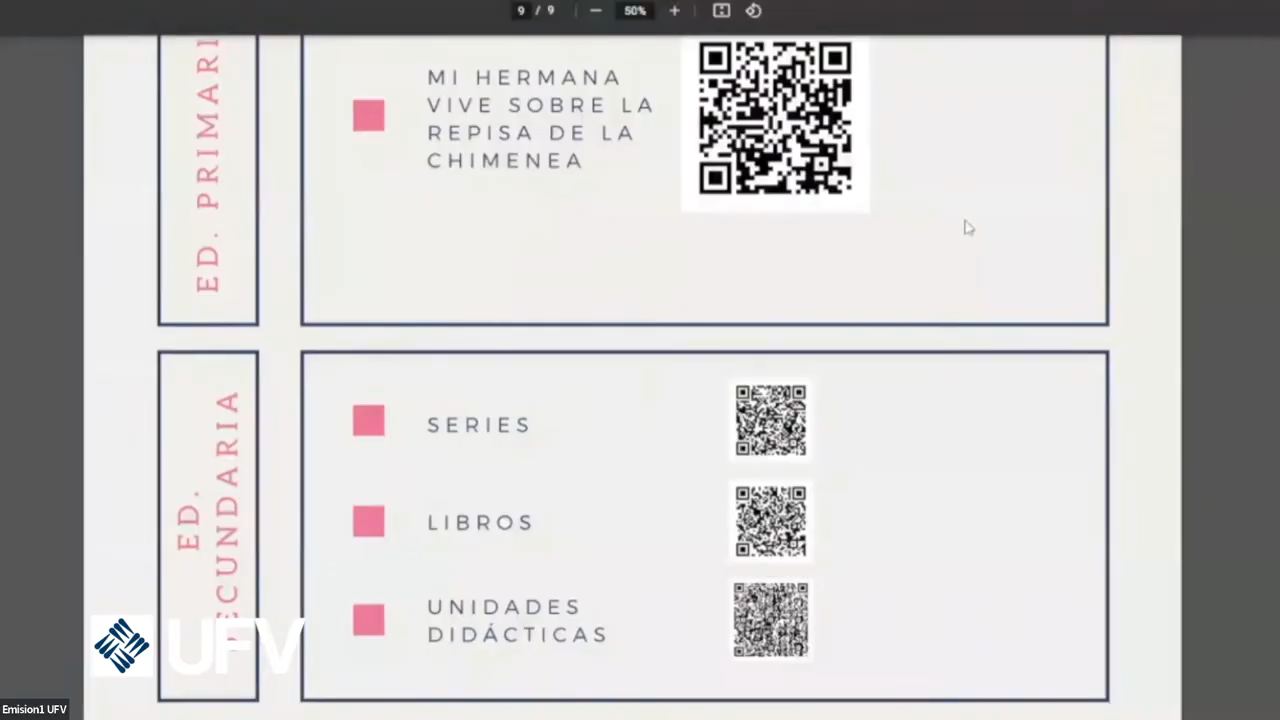 9 / 9
50%
ED. PRIMARI
MI HERMANA
VIVE SOBRE LA
REPISA DE LA
CHIMENEA
ED.
ECUNDARIA
SERIES
LIBROS
UNIDADES
DIDÁCTICAS
UFV
Emision1 UFV